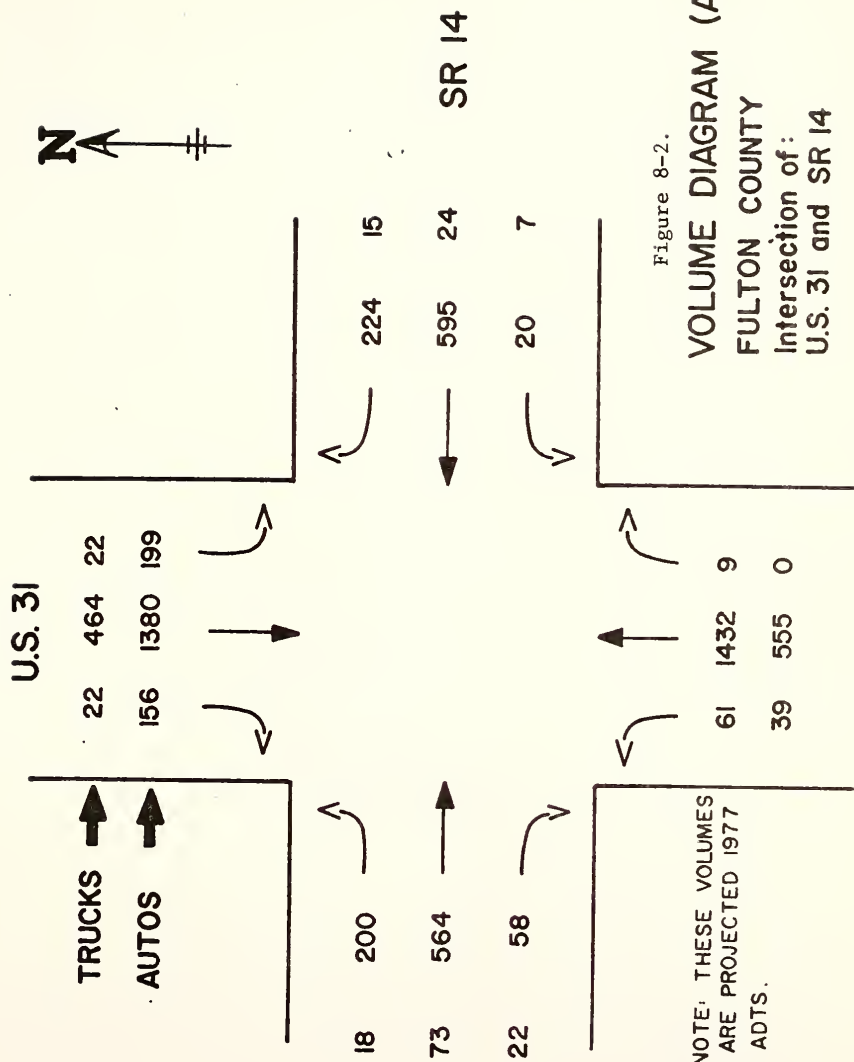 U.S. 31
N
TRUCKS 22 464 22
AUTOS 156 1380 199
18 200
73 564
22 58
224 15
595 24
20 7
SR 14
61 1432 9
39 555 0
NOTE: THESE VOLUMES
ARE PROJECTED 1977
ADTS.
Figure 8-2.
VOLUME DIAGRAM (A
FULTON COUNTY
Intersection of:
U.S. 31 and SR 14